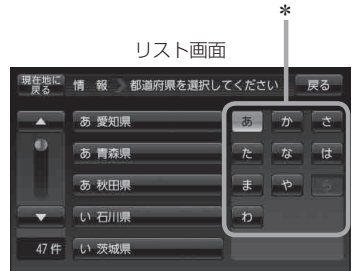 *
リスト画面
現在地に戻る 情 報 都道府県を選択してください 戻る
あ 愛知県 あ か さ
あ 青森県 た な は
あ 秋田県 ま や ら
い 石川県 わ
47件 い 茨城県